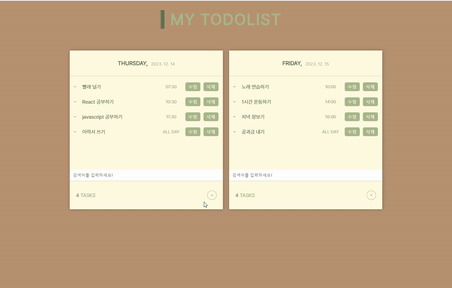 MY TODOLIST
THURSDAY, 2023. 12. 14
빨래 널기 07:30 수정 삭제
React 공부하기 10:30 수정 삭제
javascript 공부하기 11:30 수정 삭제
이력서 쓰기 ALL DAY 수정 삭제
검색어를 입력하세요!
4 TASKS
FRIDAY, 2023. 12. 15
노래 연습하기 10:00 수정 삭제
1시간 운동하기 14:00 수정 삭제
저녁 장보기 16:00 수정 삭제
공과금 내기 ALL DAY 수정 삭제
검색어를 입력하세요!
4 TASKS